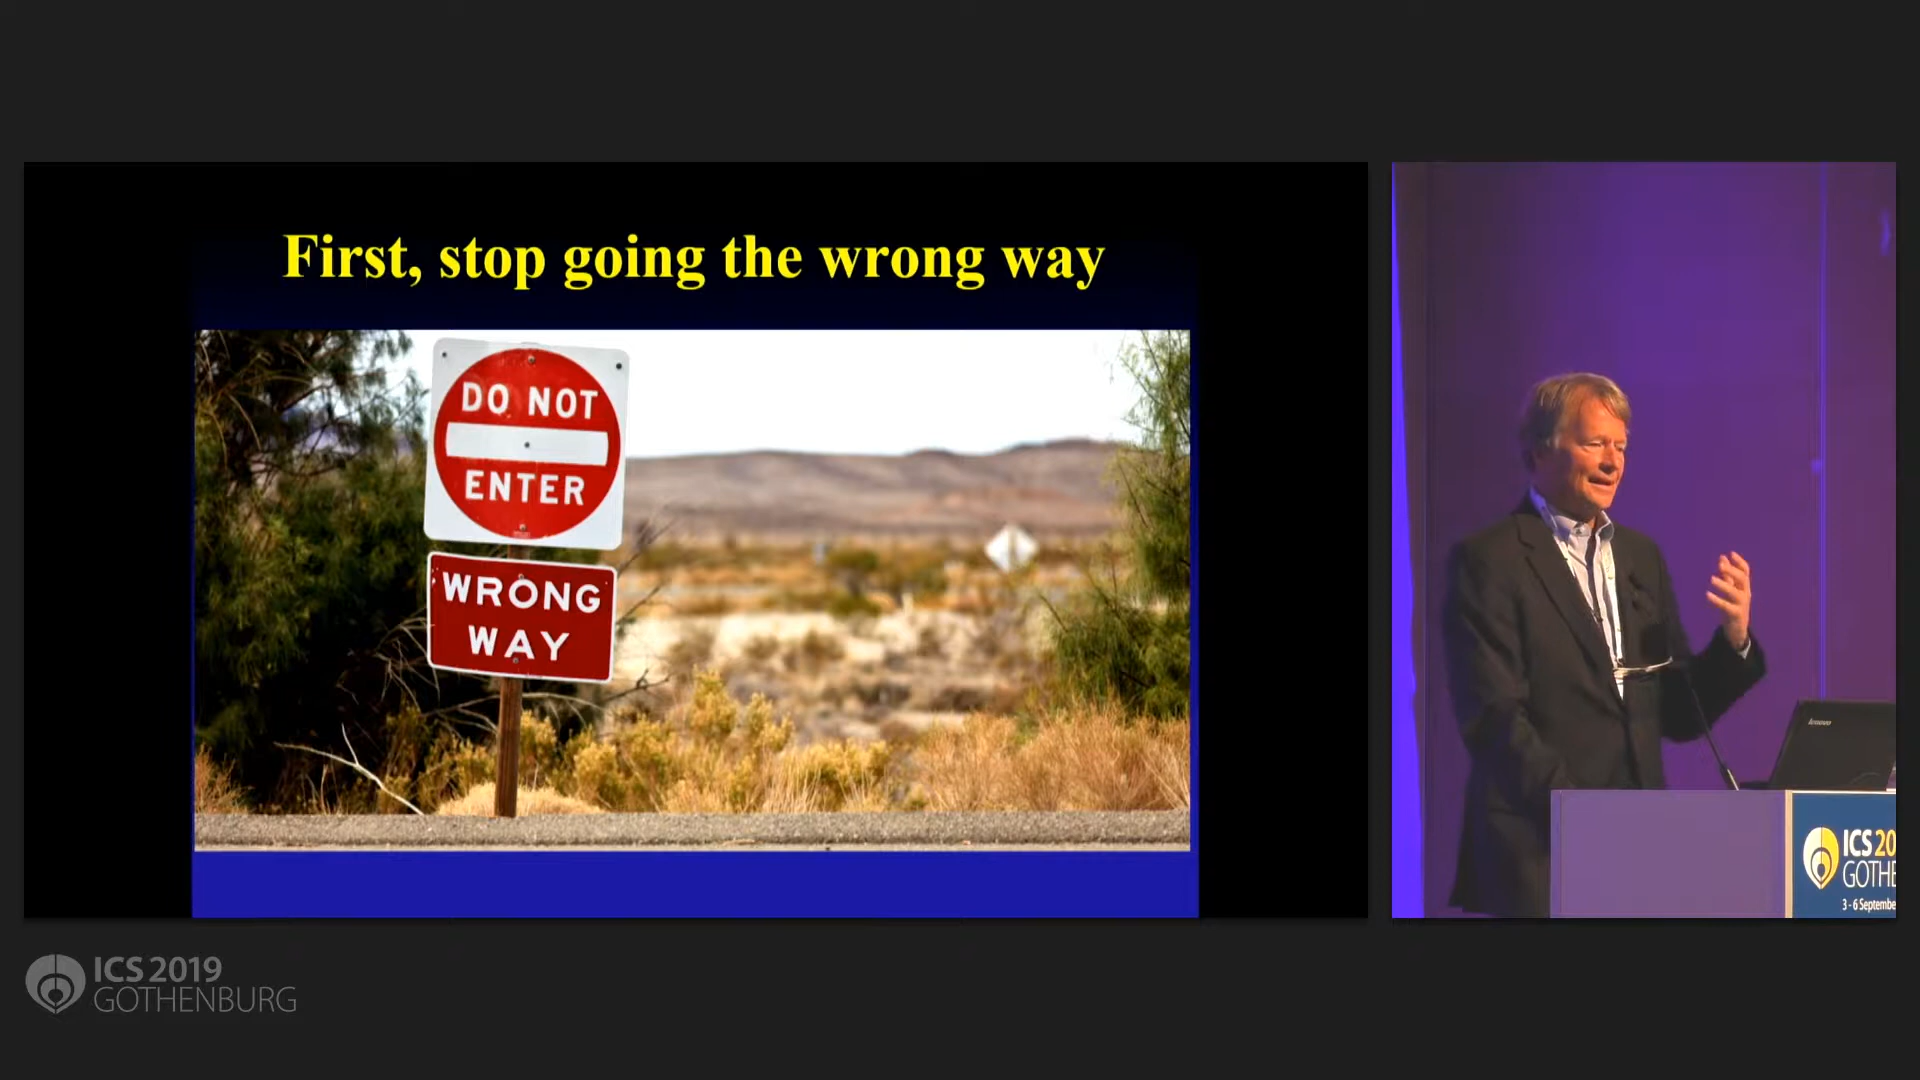 First, stop going the wrong way
DO NOT
ENTER
WRONG
WAY
lenovo
ICS 20
GOTHE
3 - 6 Septembe
ICS 2019
GOTHENBURG